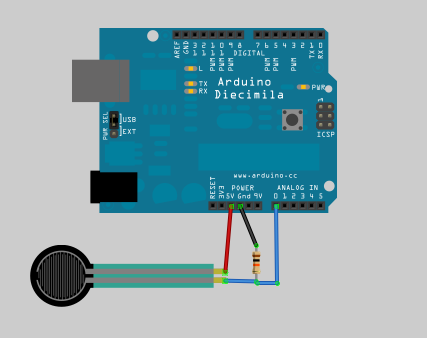 AREF
GND
13
12
11
10
9
8
7
6
5
4
3
2
1
0
PWM
PWM
PWM
PWM
PWM
PWM
TX
RX
DIGITAL
L
TX
RX
Arduino
Diecimila
PWR
1
ICSP
PWR SEL
USB
EXT
www.arduino.cc
RESET
3V3
POWER
5V Gnd 9V
ANALOG IN
0 1 2 3 4 5